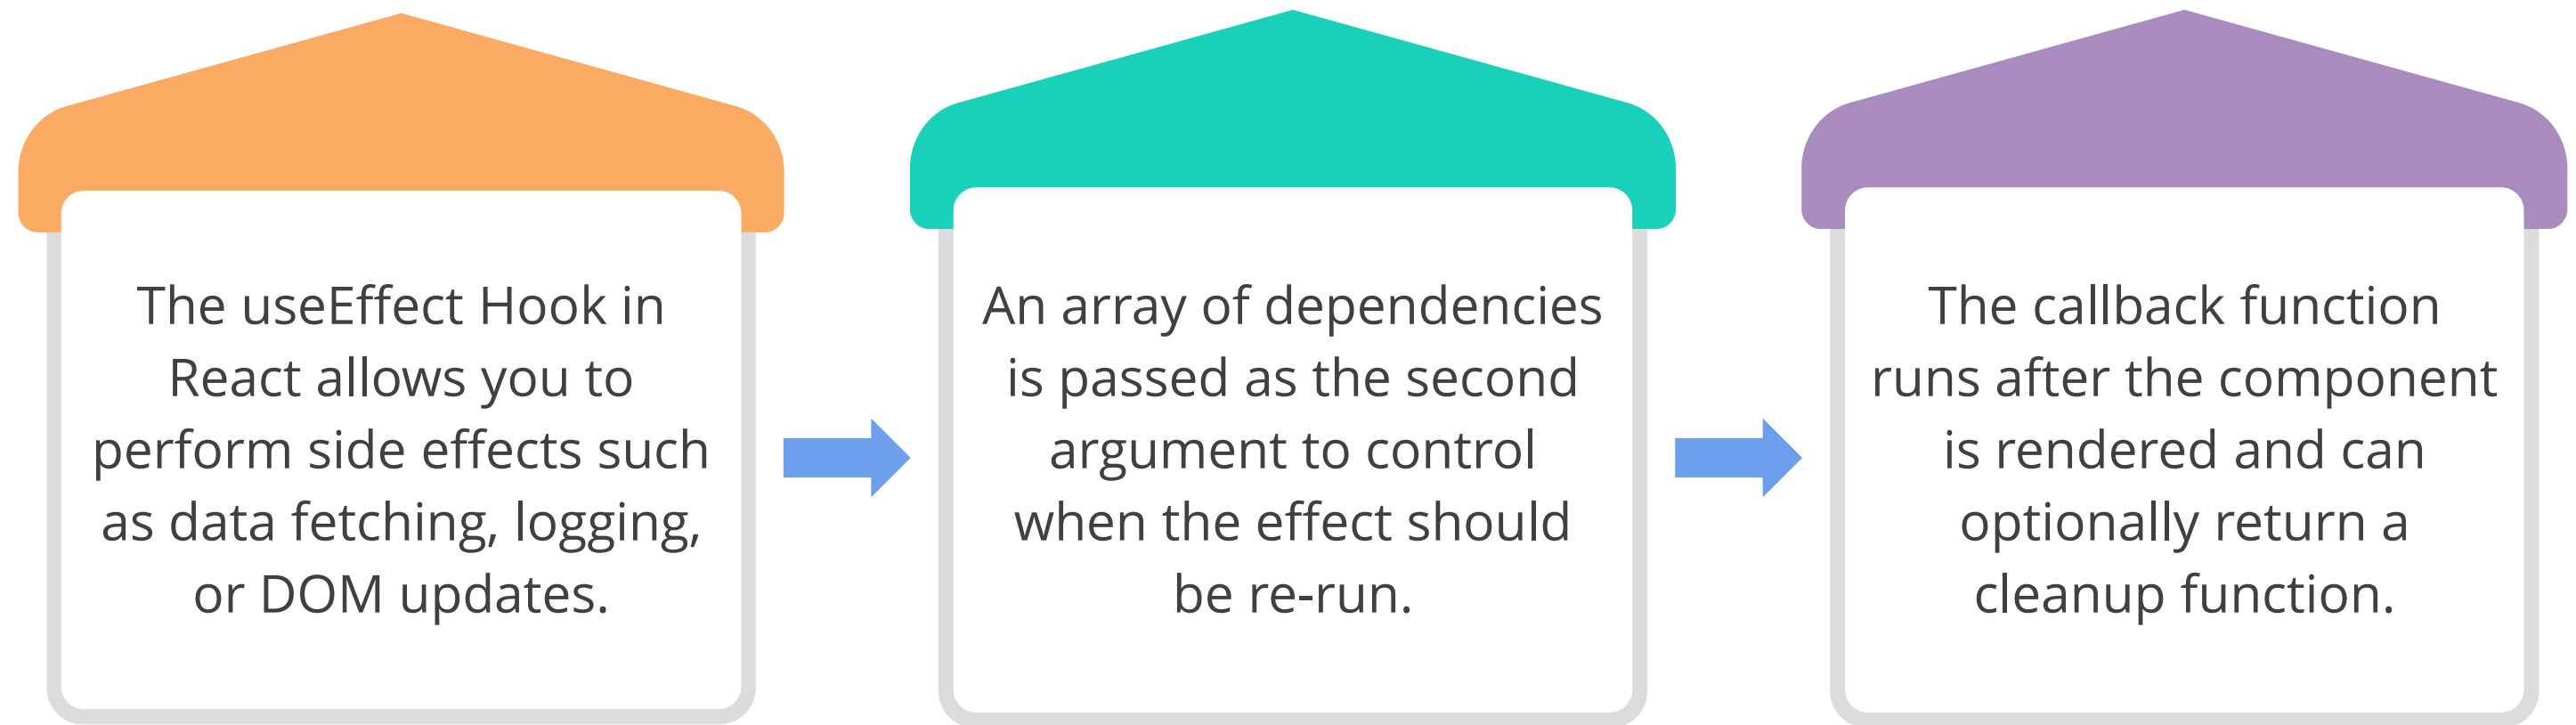 The useEffect Hook in
React allows you to
perform side effects such
as data fetching, logging,
or DOM updates.
An array of dependencies
is passed as the second
argument to control
when the effect should
be re-run.
The callback function
runs after the component
is rendered and can
optionally return a
cleanup function.